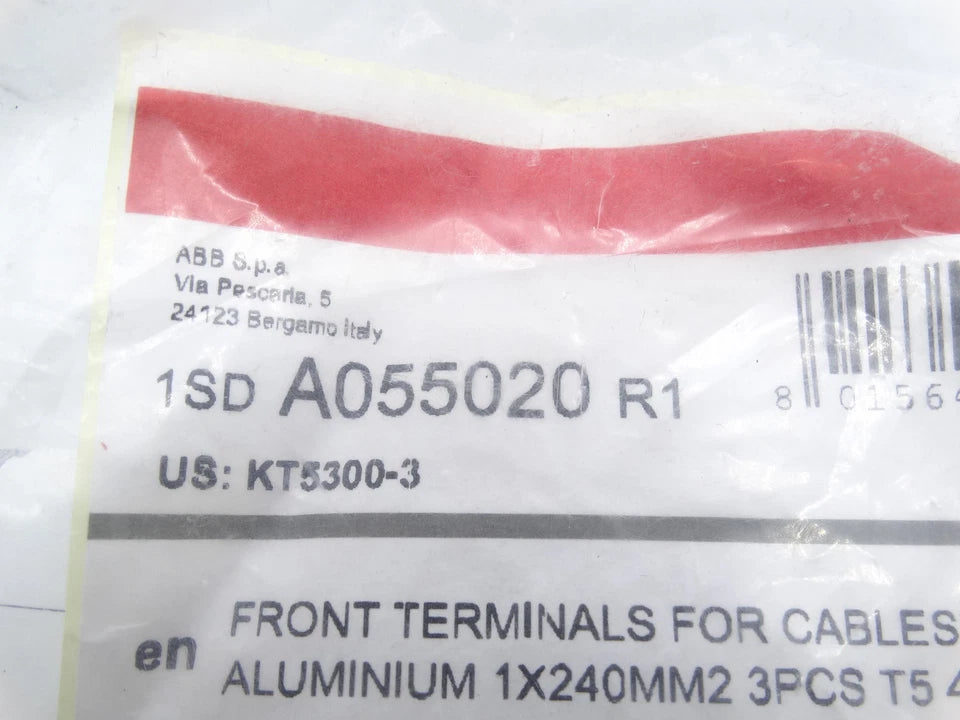 ABB S.p.a.
Via Pescaria, 5
24123 Bergamo Italy
1SD A055020 R1
8 01564
US: KT5300-3
en
FRONT TERMINALS FOR CABLES
ALUMINIUM 1X240MM2 3PCS T5 4